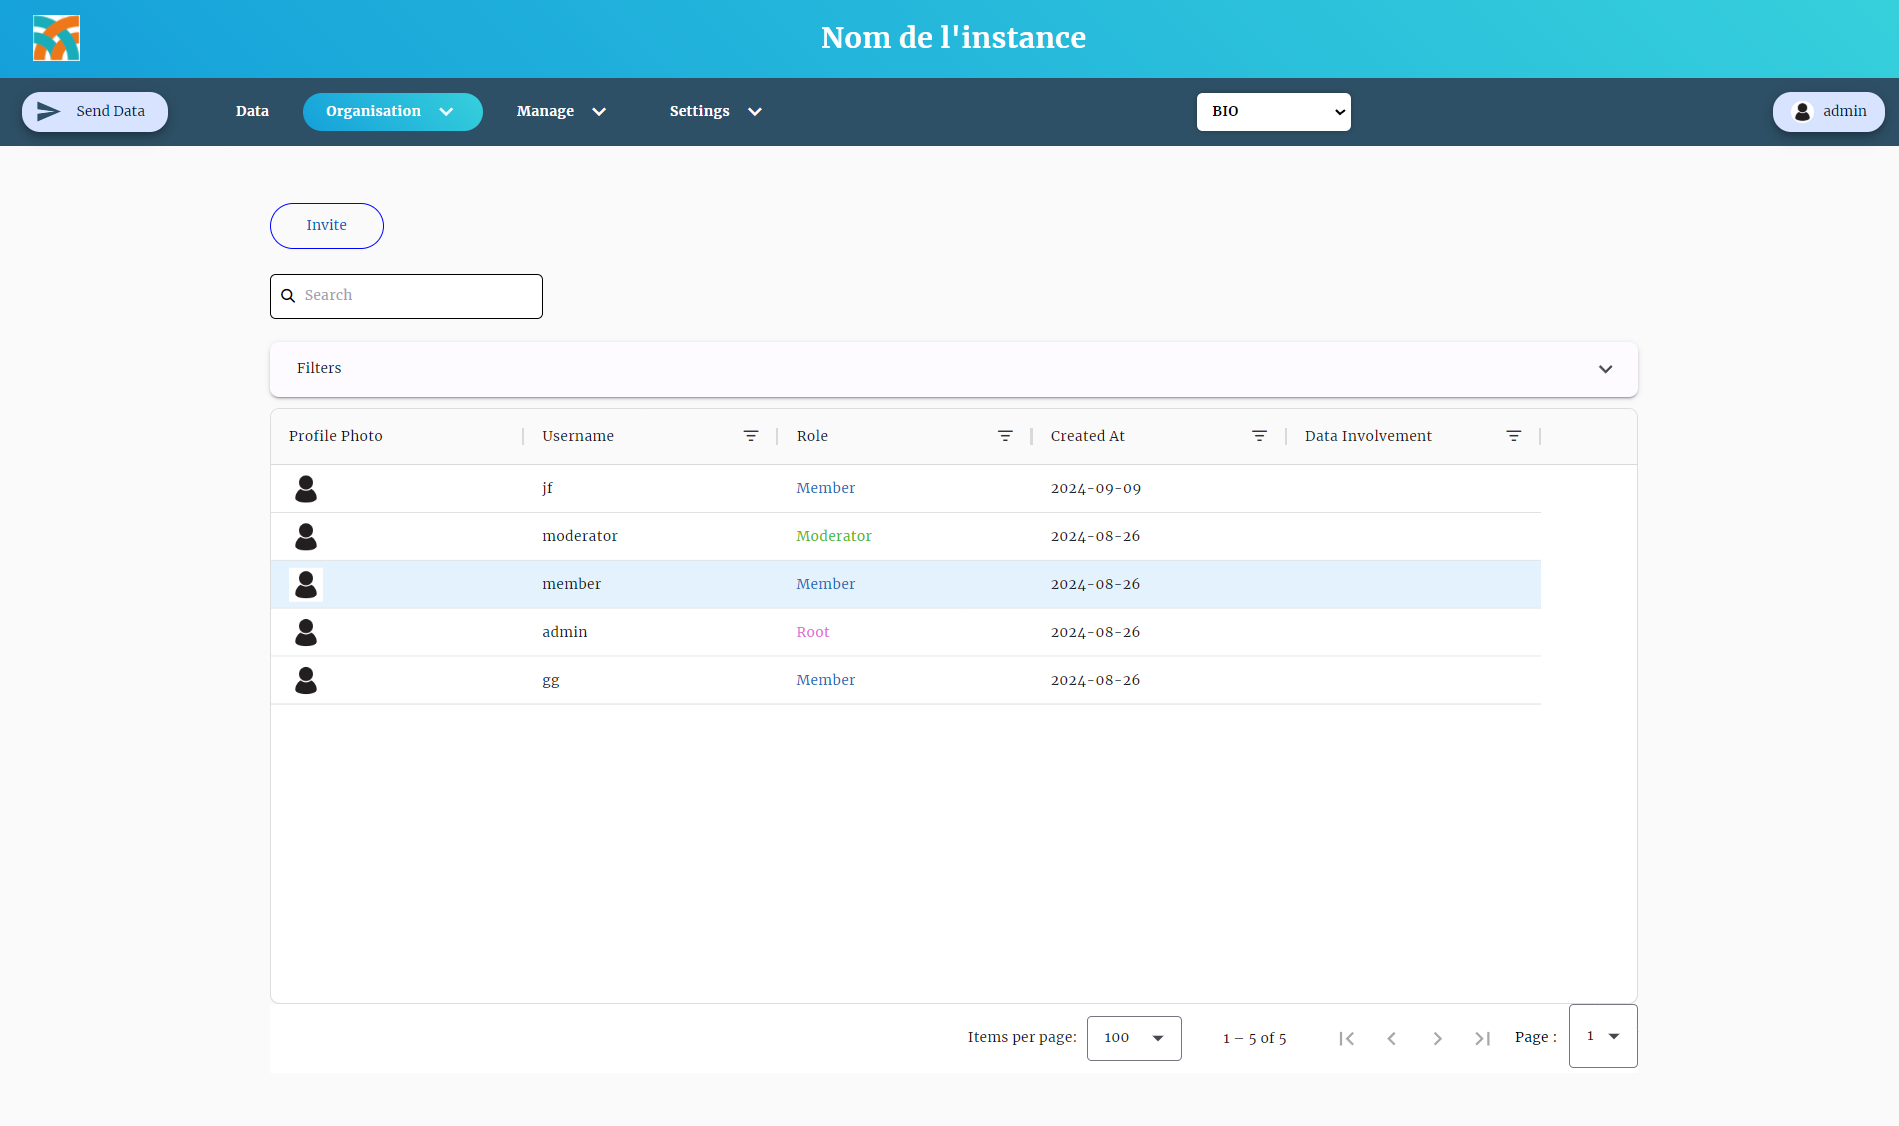 Nom de l'instance
Send Data
Data
Organisation
Manage
Settings
BIO
admin
Invite
Search
Filters
Profile Photo Username Role Created At Data Involvement
jf Member 2024-09-09
moderator Moderator 2024-08-26
member Member 2024-08-26
admin Root 2024-08-26
gg Member 2024-08-26
Items per page: 100 1 – 5 of 5 Page : 1